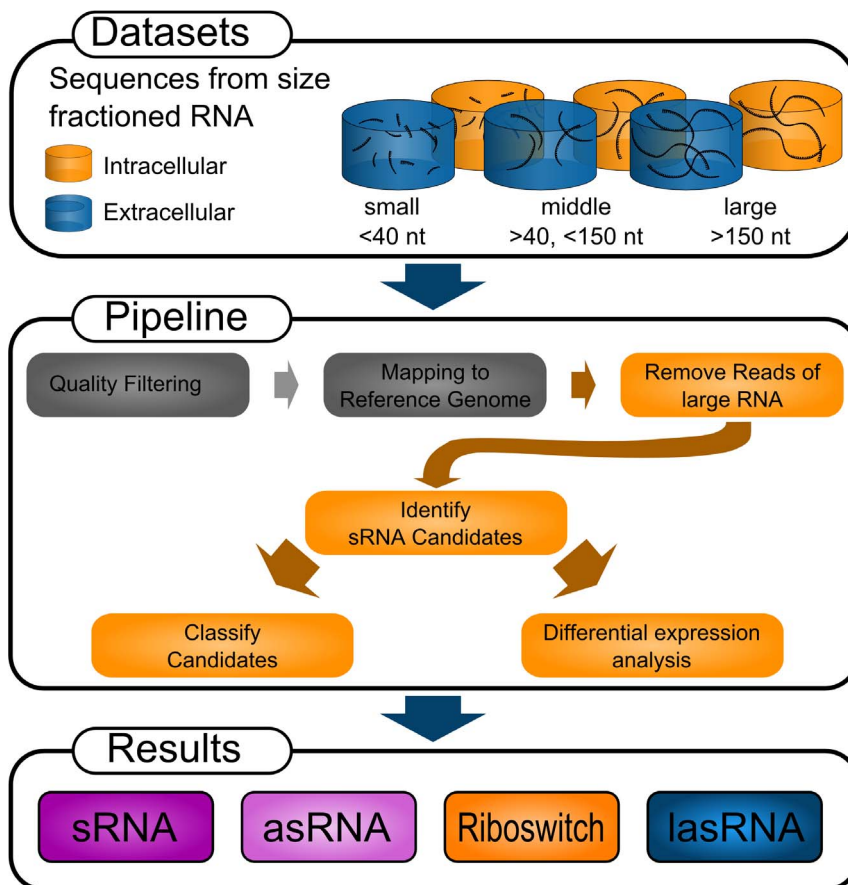 Datasets
Sequences from size
fractioned RNA
Intracellular
Extracellular
small
<40 nt
middle
>40, <150 nt
large
>150 nt
Pipeline
Quality Filtering
Mapping to
Reference Genome
Remove Reads of
large RNA
Identify
sRNA Candidates
Classify
Candidates
Differential expression
analysis
Results
sRNA
asRNA
Riboswitch
lasRNA